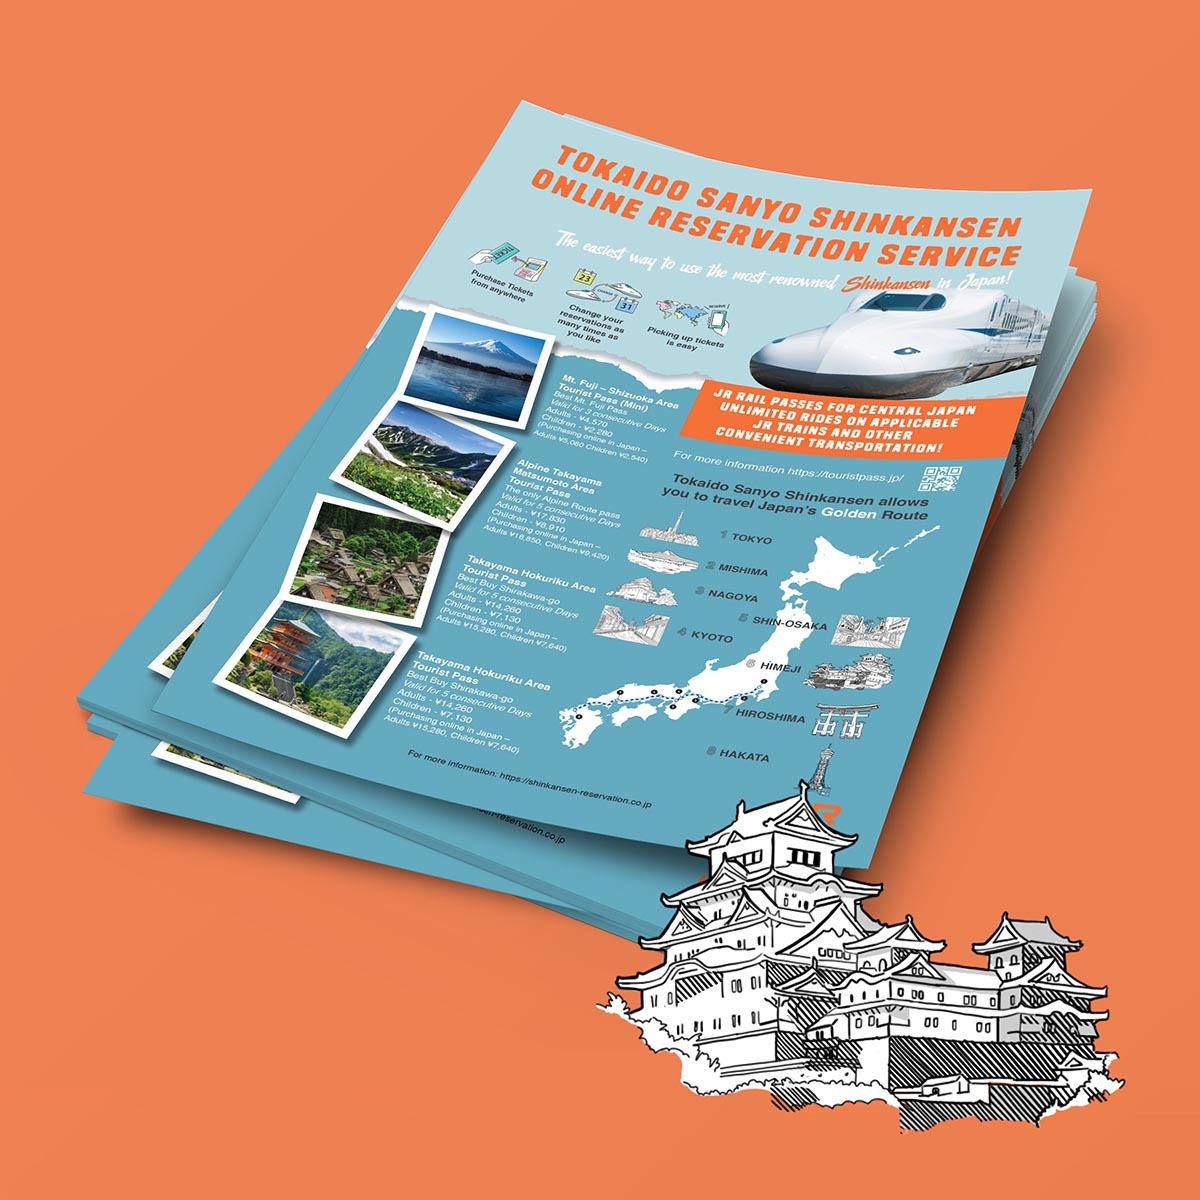 TOKAIDO SANYO SHINKANSEN
ONLINE RESERVATION SERVICE
The easiest way to use the most renowned Shinkansen in Japan!
TICKET
Purchase Tickets
from anywhere
23
CHANGE
31
Change your
reservations as
many times as
you like
RESERVE
Picking up tickets
is easy
Mt. Fuji – Shizuoka Area
Tourist Pass (Mini)
Best Mt. Fuji Pass
Valid for 3 consecutive Days
Adults - ¥4,570
Children - ¥2,280
(Purchasing online in Japan –
Adults ¥5,080 Children ¥2,540)
Alpine Takayama
Matsumoto Area
Tourist Pass
The only Alpine Route pass
Valid for 5 consecutive Days
Adults - ¥17,830
Children - ¥8,910
(Purchasing online in Japan –
Adults ¥18,850, Children ¥9,420)
Takayama Hokuriku Area
Tourist Pass
Best Buy Shirakawa-go
Valid for 5 consecutive Days
Adults - ¥14,260
Children - ¥7,130
(Purchasing online in Japan –
Adults ¥15,280, Children ¥7,640)
Takayama Hokuriku Area
Tourist Pass
Best Buy Shirakawa-go
Valid for 5 consecutive Days
Adults - ¥14,260
Children - ¥7,130
(Purchasing online in Japan –
Adults ¥15,280, Children ¥7,640)
For more information: https://shinkansen-reservation.co.jp
JR RAIL PASSES FOR CENTRAL JAPAN
UNLIMITED RIDES ON APPLICABLE
JR TRAINS AND OTHER
CONVENIENT TRANSPORTATION!
For more information https://touristpass.jp/
Tokaido Sanyo Shinkansen allows
you to travel Japan's Golden Route
1 TOKYO
2 MISHIMA
3 NAGOYA
4 KYOTO
5 SHIN-OSAKA
6 HIMEJI
7 HIROSHIMA
8 HAKATA
en-reservation.co.jp